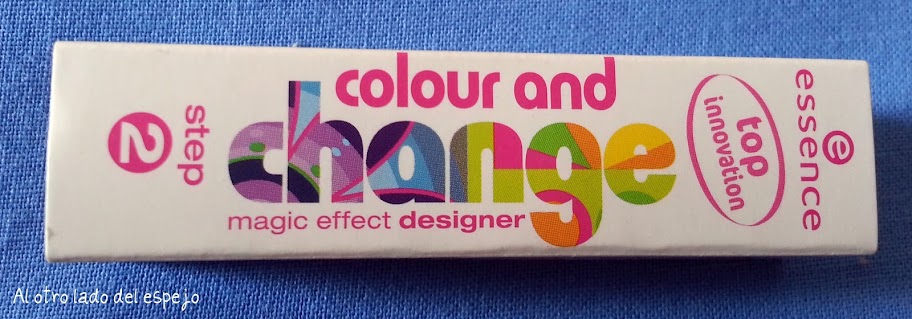 colour and
change
magic effect designer
step
2
top
innovation
e
essence
Al otro lado del espejo